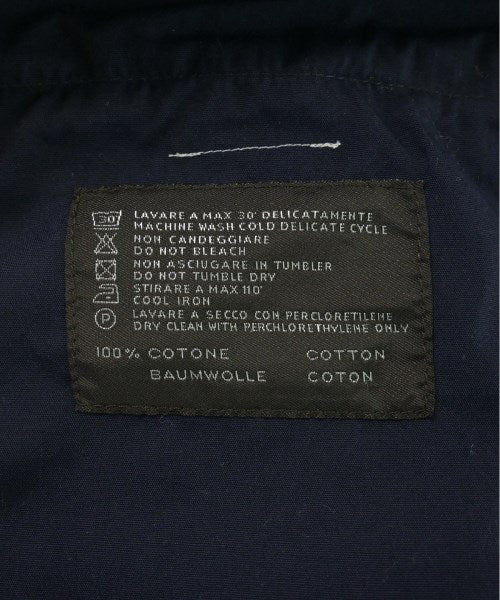 30°
LAVARE A MAX 30° DELICATAMENTE
MACHINE WASH COLD DELICATE CYCLE
NON CANDEGGIARE
DO NOT BLEACH
NON ASCIUGARE IN TUMBLER
DO NOT TUMBLE DRY
STIRARE A MAX 110°
COOL IRON
P
LAVARE A SECCO CON PERCLORETILENE
DRY CLEAN WITH PERCHLORETHYLENE ONLY
100% COTONE COTTON
BAUMWOLLE COTON